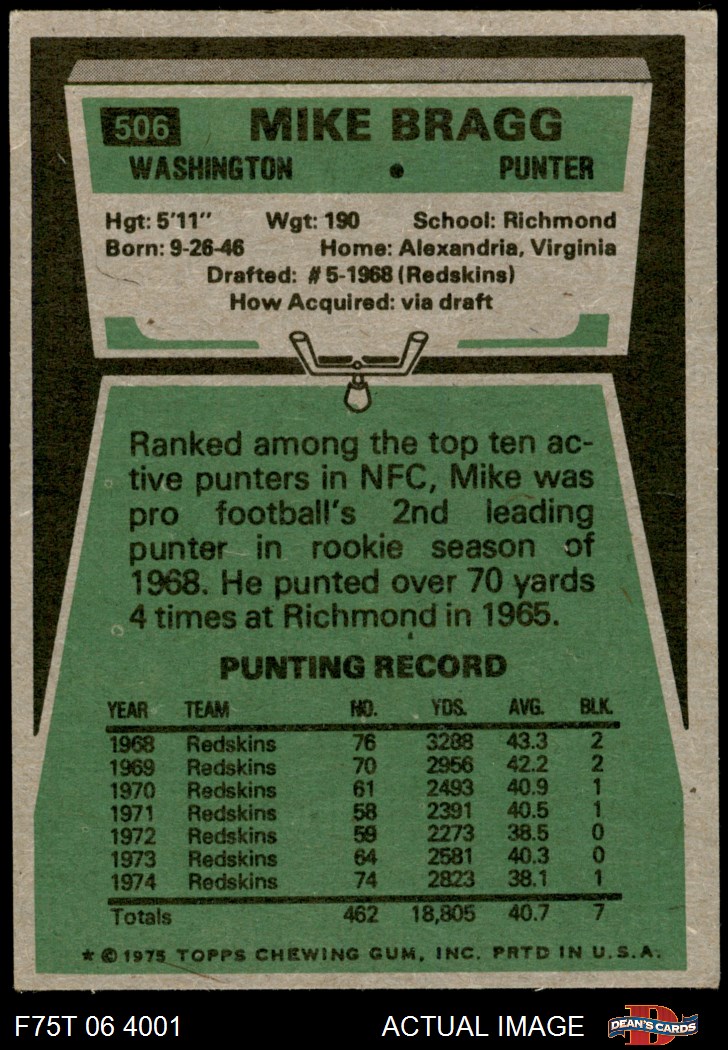 506 MIKE BRAGG
WASHINGTON • PUNTER
Hgt: 5'11" Wgt: 190 School: Richmond
Born: 9-26-46 Home: Alexandria, Virginia
Drafted: #5-1968 (Redskins)
How Acquired: via draft
Ranked among the top ten ac-
tive punters in NFC, Mike was
pro football's 2nd leading
punter in rookie season of
1968. He punted over 70 yards
4 times at Richmond in 1965.
PUNTING RECORD
YEAR TEAM NO. YDS. AVG. BLK.
1968 Redskins 76 3288 43.3 2
1969 Redskins 70 2956 42.2 2
1970 Redskins 61 2493 40.9 1
1971 Redskins 58 2391 40.5 1
1972 Redskins 59 2273 38.5 0
1973 Redskins 64 2581 40.3 0
1974 Redskins 74 2823 38.1 1
Totals 462 18,805 40.7 7
* © 1975 TOPPS CHEWING GUM, INC. PRTD IN U.S.A.
F75T 06 4001 ACTUAL IMAGE D DEAN'S CARDS